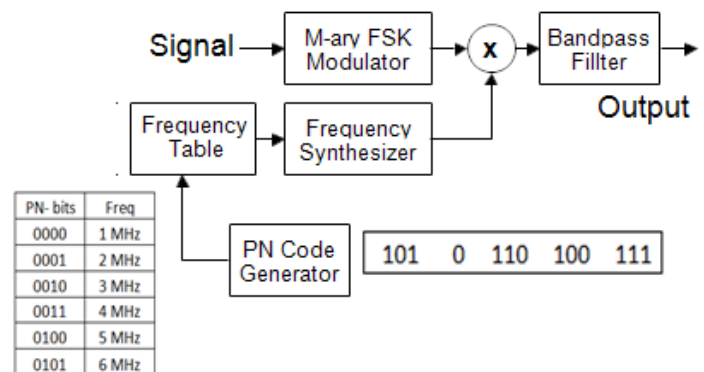 Signal
M-ary FSK
Modulator
x
Bandpass
Fillter
Output
Frequency
Table
Frequency
Synthesizer
PN- bits Freq
0000 1 MHz
0001 2 MHz
0010 3 MHz
0011 4 MHz
0100 5 MHz
0101 6 MHz
PN Code
Generator
101 0 110 100 111